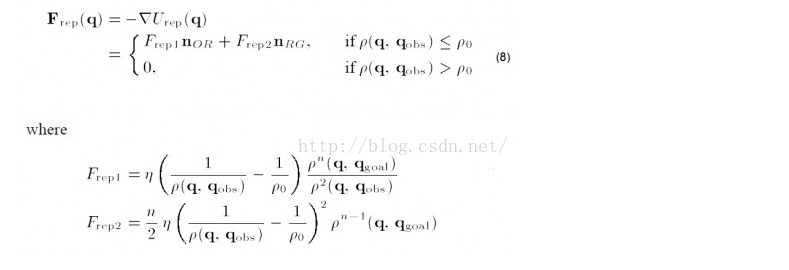 F_rep(q) = −∇U_rep(q)
= { F_rep1 n_OR + F_rep2 n_RG, if ρ(q, q_obs) ≤ ρ_0
0, if ρ(q, q_obs) > ρ_0 (8)
where
http://blog.csdn.net/
F_rep1 = η ( 1/ρ(q, q_obs) − 1/ρ_0 ) ρ^n(q, q_goal)/ρ^2(q, q_obs)
F_rep2 = n/2 η ( 1/ρ(q, q_obs) − 1/ρ_0 )^2 ρ^{n−1}(q, q_goal)